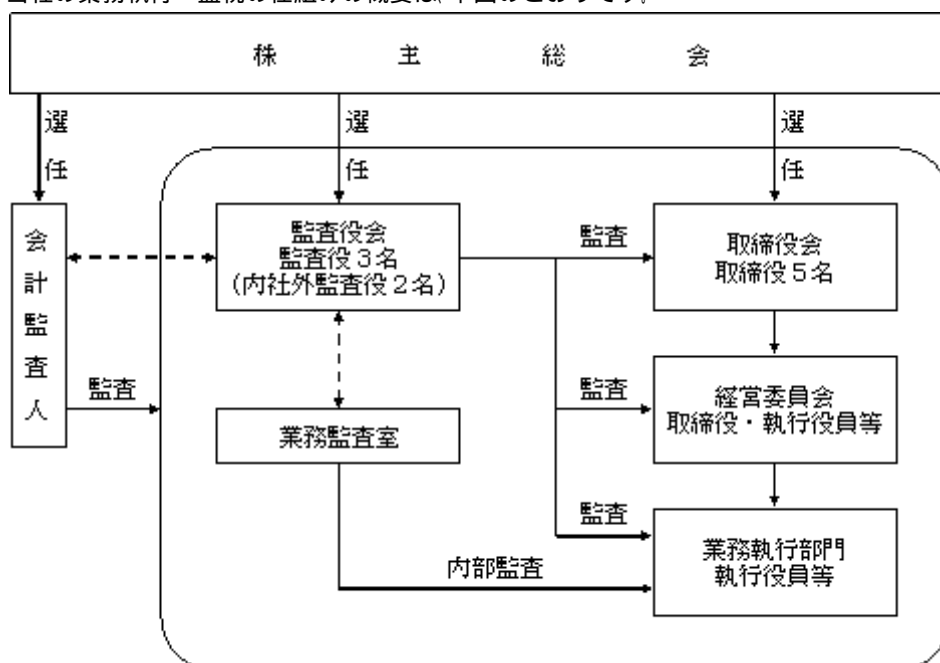 当社の業務執行・監視の仕組みの概要は、下図のとおりです。
株主総会
選任
選任
選任
会計監査人
監査役会
監査役3名
(内社外監査役2名)
監査
取締役会
取締役5名
監査
監査
経営委員会
取締役・執行役員等
業務監査室
監査
業務執行部門
執行役員等
内部監査